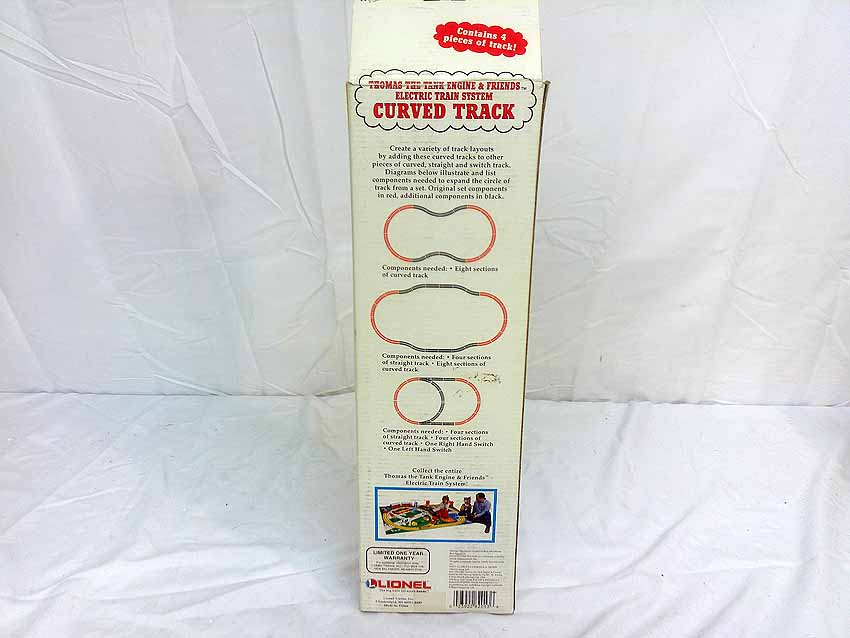 Contains 4
pieces of track!
THOMAS THE TANK ENGINE & FRIENDS™
ELECTRIC TRAIN SYSTEM
CURVED TRACK
Create a variety of track layouts
by adding these curved tracks to other
pieces of curved, straight and switch track.
Diagrams below illustrate and list
components needed to expand the circle of
track from a set. Original set components
in red, additional components in black.
Components needed: • Eight sections
of curved track
Components needed: • Four sections
of straight track • Eight sections of
curved track
Components needed: • Four sections
of straight track • Four sections of
curved track • One Right Hand Switch
• One Left Hand Switch
Collect the entire
Thomas the Tank Engine & Friends™
Electric Train System!
LIMITED ONE YEAR
WARRANTY
LIONEL
Lionel Trains, Inc.